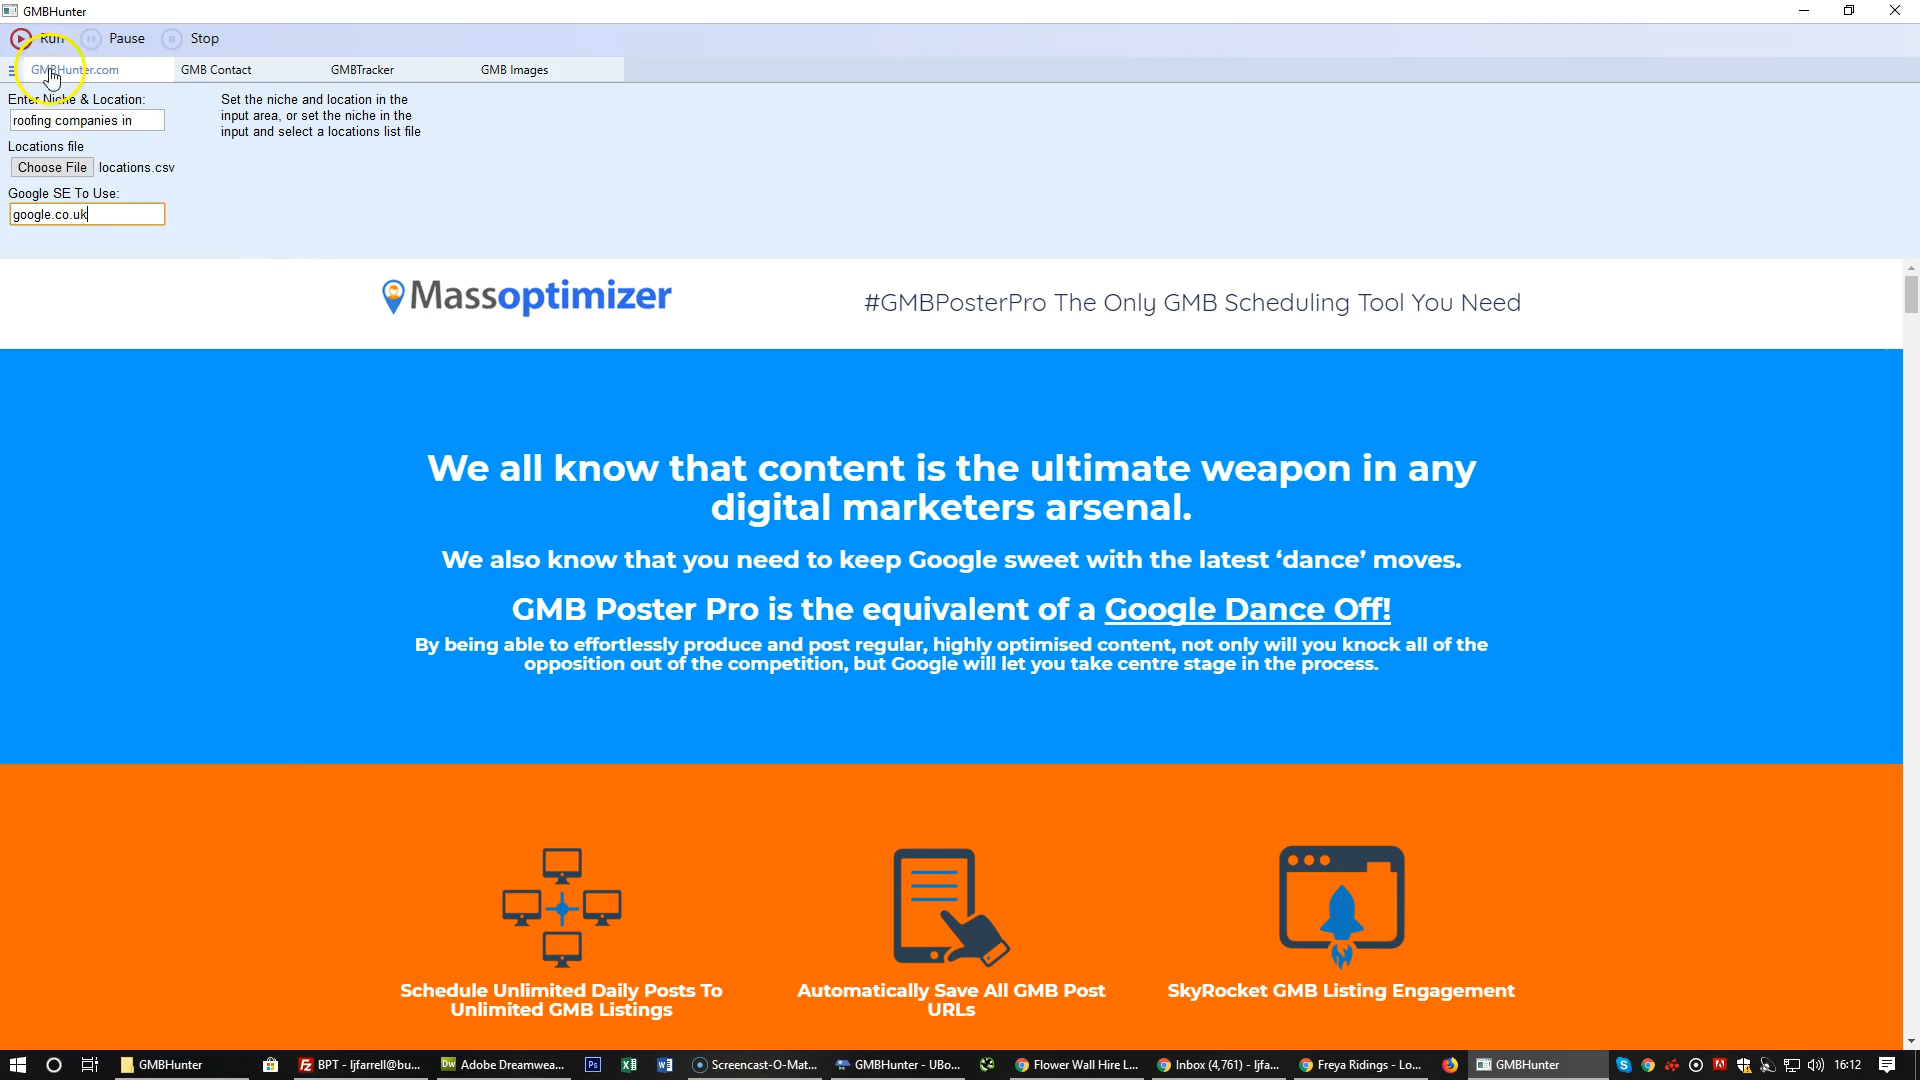 GMBHunter
Run Pause Stop
GMBHunter.com GMB Contact GMBTracker GMB Images
Enter Niche & Location:
roofing companies in
Locations file
Choose File locations.csv
Google SE To Use:
google.co.uk
Set the niche and location in the
input area, or set the niche in the
input and select a locations list file
Massoptimizer
#GMBPosterPro The Only GMB Scheduling Tool You Need
We all know that content is the ultimate weapon in any
digital marketers arsenal.
We also know that you need to keep Google sweet with the latest ‘dance’ moves.
GMB Poster Pro is the equivalent of a Google Dance Off!
By being able to effortlessly produce and post regular, highly optimised content, not only will you knock all of the
opposition out of the competition, but Google will let you take centre stage in the process.
Schedule Unlimited Daily Posts To
Unlimited GMB Listings
Automatically Save All GMB Post
URLs
SkyRocket GMB Listing Engagement
GMBHunter
BPT - ljfarrell@bu...
Dw Adobe Dreamwea...
Ps
Screencast-O-Mat...
GMBHunter - UBo...
Flower Wall Hire L...
Inbox (4,761) - ljfa...
Freya Ridings - Lo...
GMBHunter
16:12